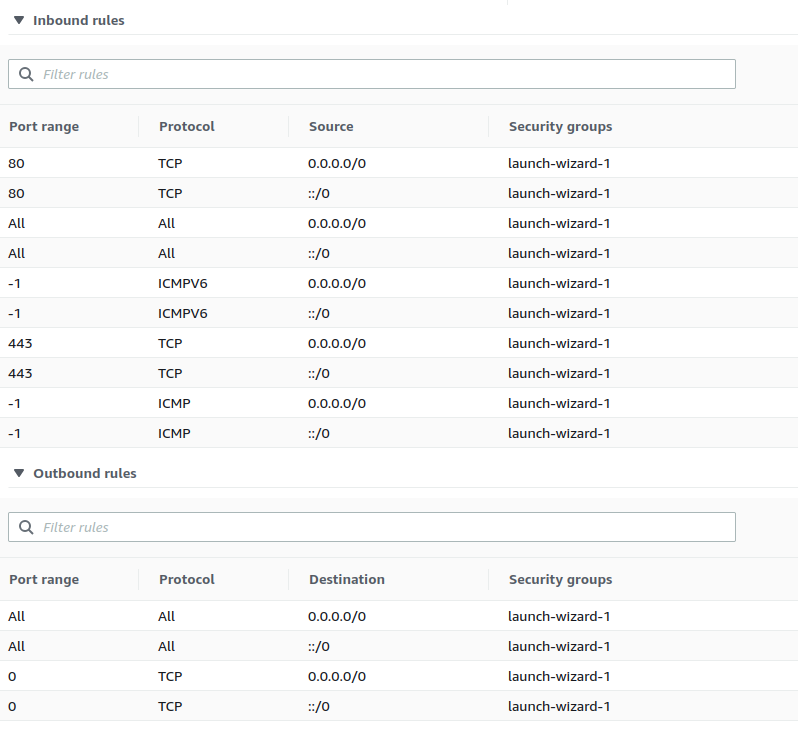 Inbound rules
Filter rules
Port range Protocol Source Security groups
80 TCP 0.0.0.0/0 launch-wizard-1
80 TCP ::/0 launch-wizard-1
All All 0.0.0.0/0 launch-wizard-1
All All ::/0 launch-wizard-1
-1 ICMPV6 0.0.0.0/0 launch-wizard-1
-1 ICMPV6 ::/0 launch-wizard-1
443 TCP 0.0.0.0/0 launch-wizard-1
443 TCP ::/0 launch-wizard-1
-1 ICMP 0.0.0.0/0 launch-wizard-1
-1 ICMP ::/0 launch-wizard-1
Outbound rules
Filter rules
Port range Protocol Destination Security groups
All All 0.0.0.0/0 launch-wizard-1
All All ::/0 launch-wizard-1
0 TCP 0.0.0.0/0 launch-wizard-1
0 TCP ::/0 launch-wizard-1